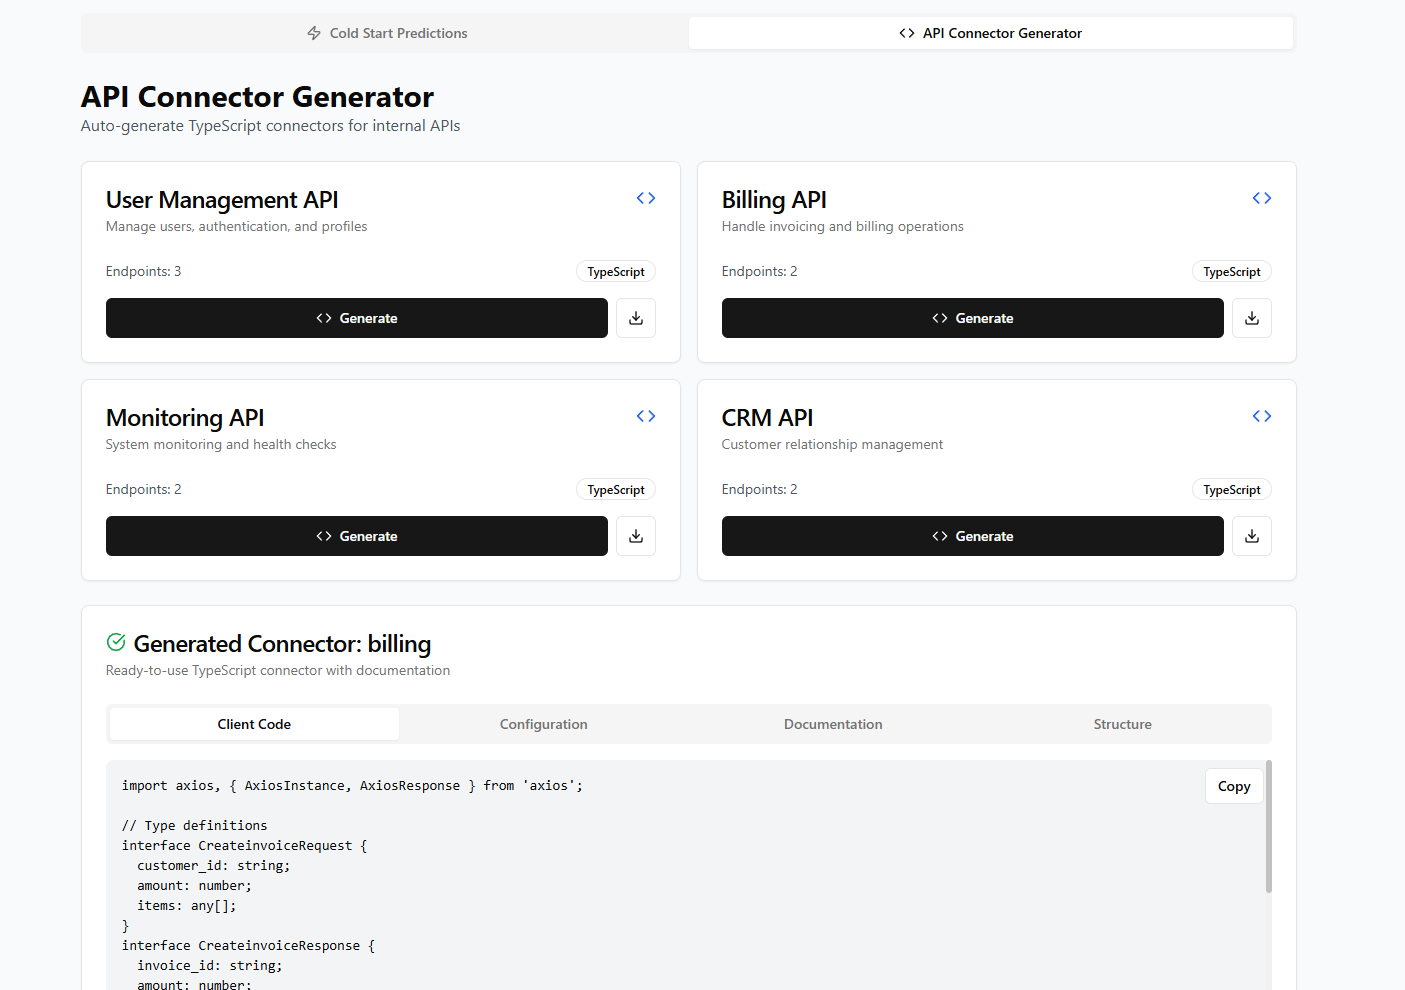 Cold Start Predictions
API Connector Generator
API Connector Generator
Auto-generate TypeScript connectors for internal APIs
User Management API
Manage users, authentication, and profiles
Endpoints: 3
TypeScript
Generate
Billing API
Handle invoicing and billing operations
Endpoints: 2
TypeScript
Generate
Monitoring API
System monitoring and health checks
Endpoints: 2
TypeScript
Generate
CRM API
Customer relationship management
Endpoints: 2
TypeScript
Generate
Generated Connector: billing
Ready-to-use TypeScript connector with documentation
Client Code
Configuration
Documentation
Structure
Copy
import axios, { AxiosInstance, AxiosResponse } from 'axios';
// Type definitions
interface CreateinvoiceRequest {
  customer_id: string;
  amount: number;
  items: any[];
}
interface CreateinvoiceResponse {
  invoice_id: string;
  amount: number;